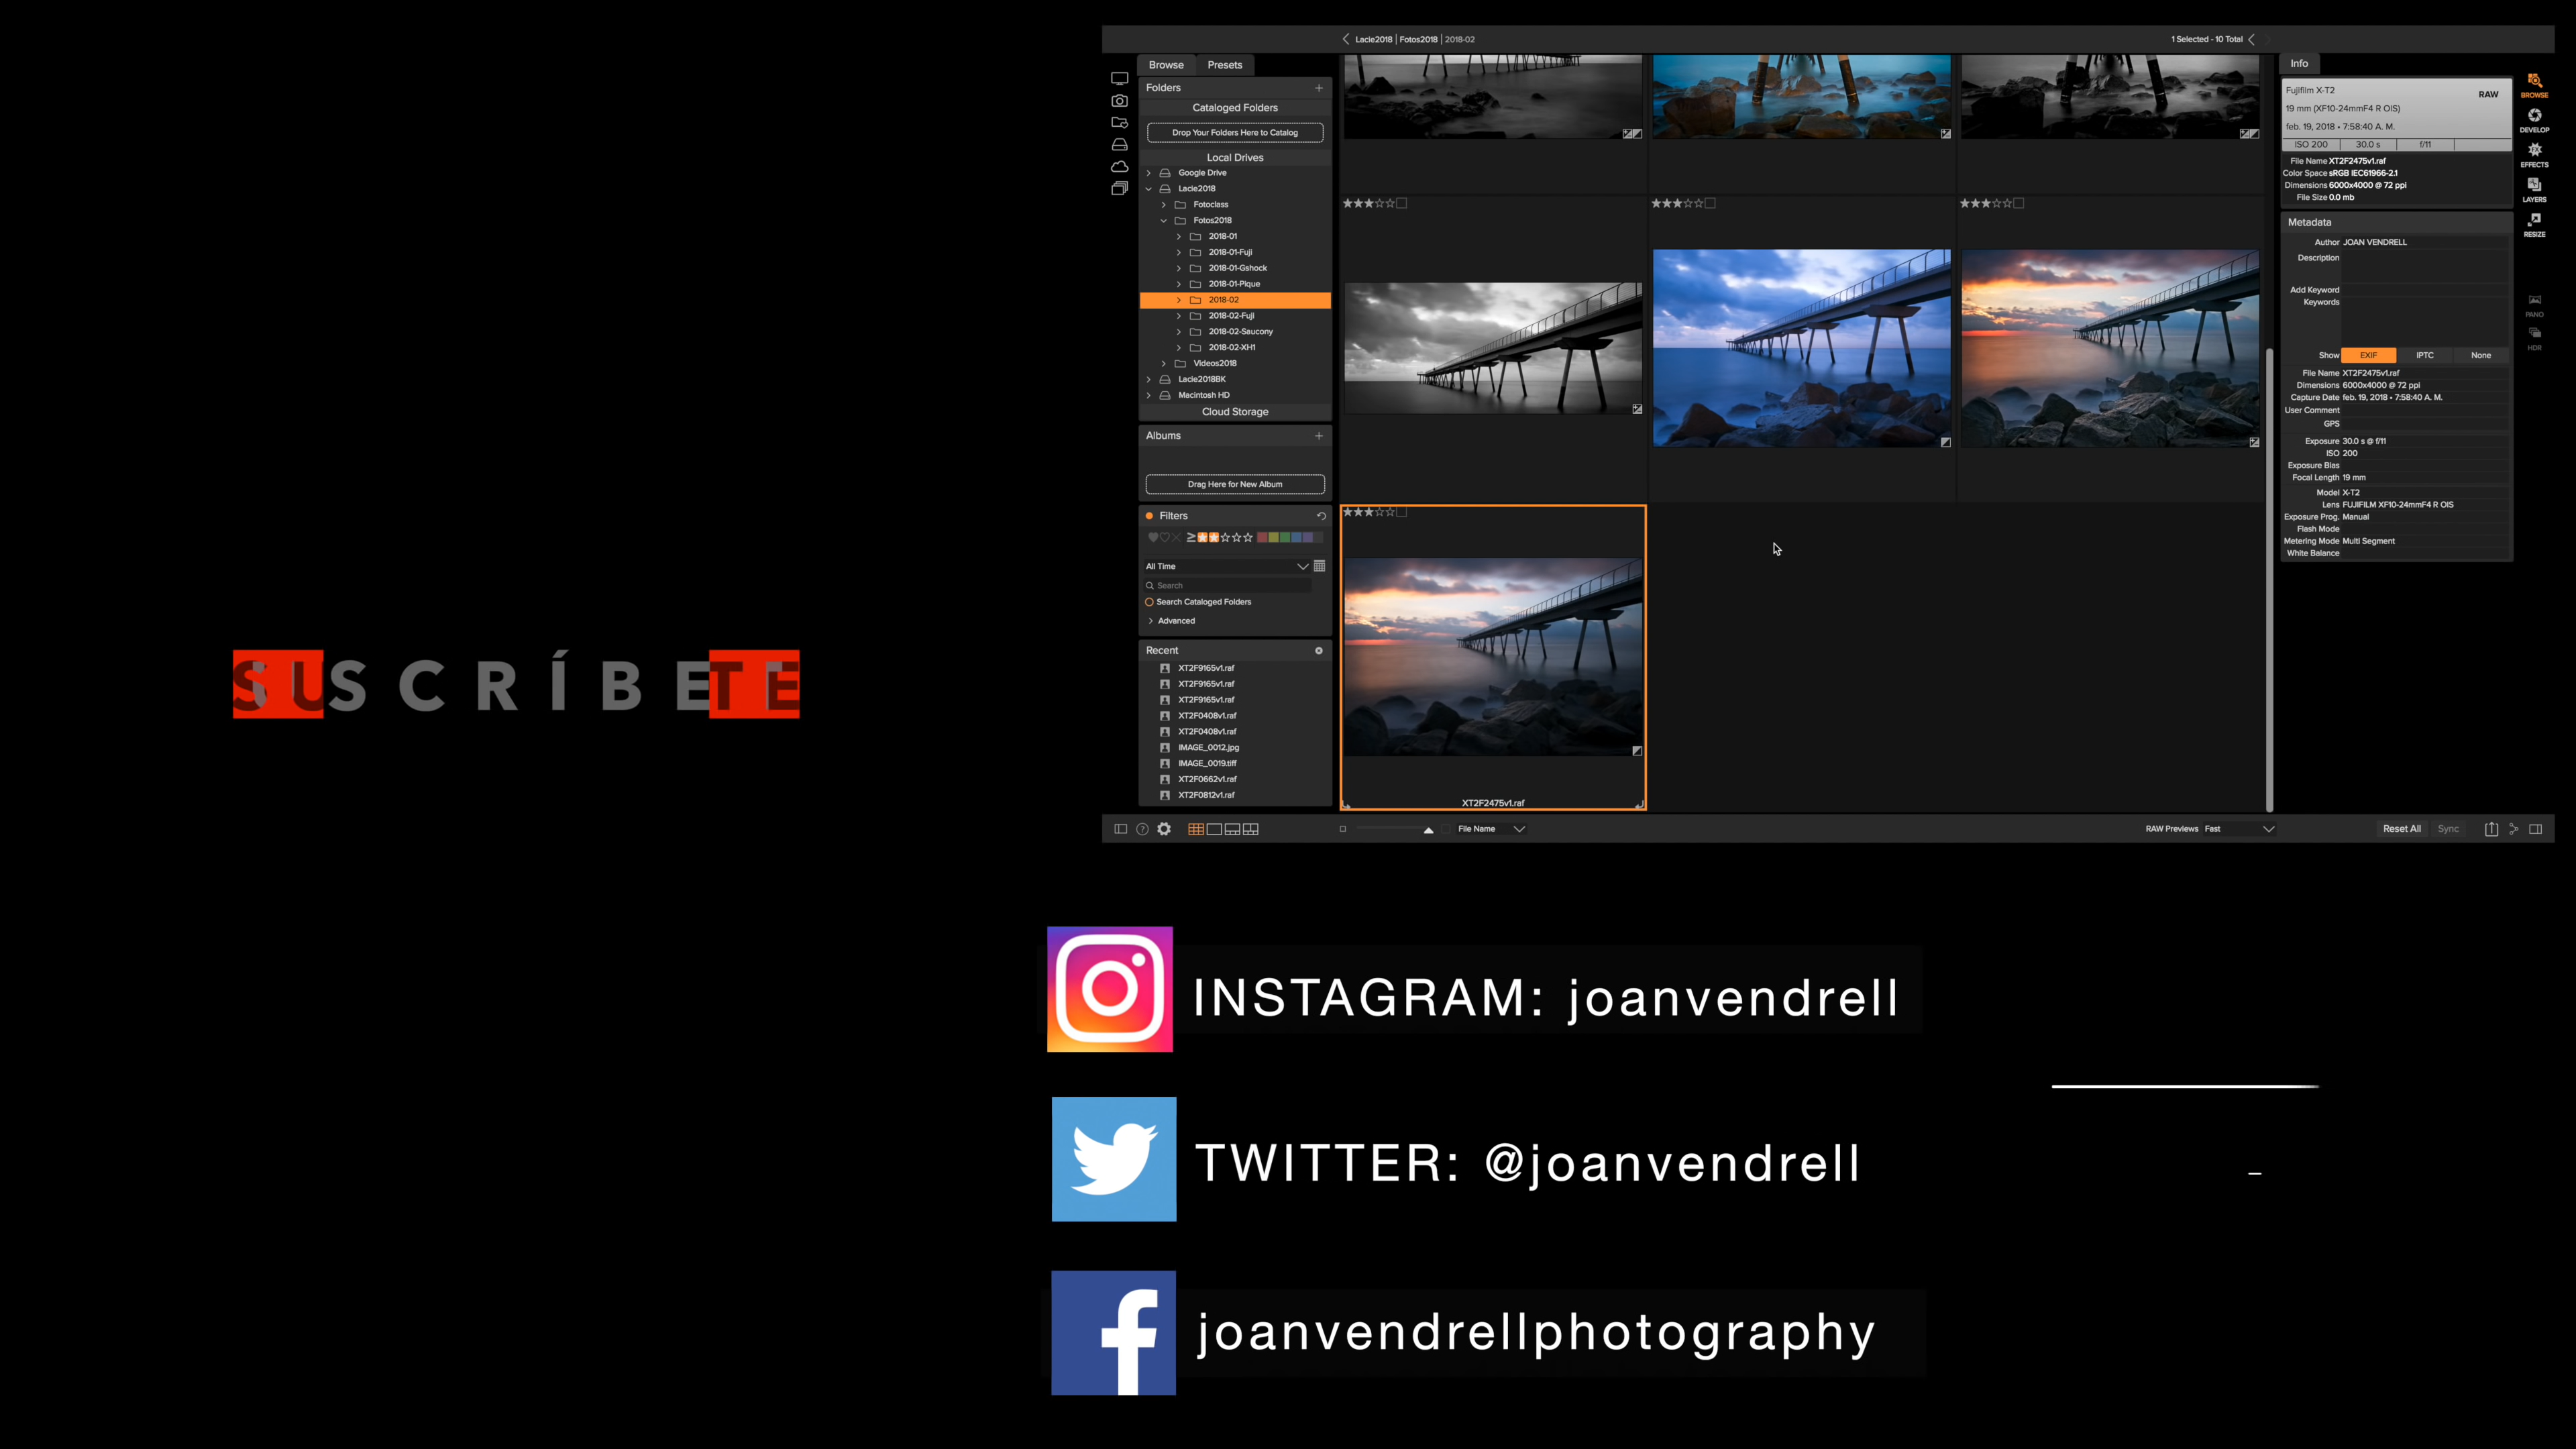 SUSCRÍBETE
Lacie2018 | Fotos2018 | 2018-02
1 Selected - 10 Total
Browse Presets
Folders
Cataloged Folders
Drop Your Folders Here to Catalog
Local Drives
Google Drive
Lacie2018
Fotoclass
Fotos2018
2018-01
2018-01-Fuji
2018-01-Gshock
2018-01-Pique
2018-02
2018-02-Fuji
2018-02-Saucony
2018-02-XH1
Videos2018
Lacie2018BK
Macintosh HD
Cloud Storage
Albums
Drag Here for New Album
Filters
All Time
Search
Search Cataloged Folders
Advanced
Recent
XT2F9165v1.raf
XT2F9165v1.raf
XT2F9165v1.raf
XT2F0408v1.raf
XT2F0408v1.raf
IMAGE_0012.jpg
IMAGE_0019.tiff
XT2F0662v1.raf
XT2F0812v1.raf
XT2F2475v1.raf
File Name
RAW Previews Fast
Reset All Sync
Info
Fujifilm X-T2
RAW
19 mm (XF10-24mmF4 R OIS)
feb. 19, 2018 • 7:58:40 A. M.
ISO 200 30.0 s f/11
File Name XT2F2475v1.raf
Color Space sRGB IEC61966-2.1
Dimensions 6000x4000 @ 72 ppi
File Size 0.0 mb
Metadata
Author JOAN VENDRELL
Description
Add Keyword
Keywords
Show EXIF IPTC None
File Name XT2F2475v1.raf
Dimensions 6000x4000 @ 72 ppi
Capture Date feb. 19, 2018 • 7:58:40 A. M.
User Comment
GPS
Exposure 30.0 s @ f/11
ISO 200
Exposure Bias
Focal Length 19 mm
Model X-T2
Lens FUJIFILM XF10-24mmF4 R OIS
Exposure Prog. Manual
Flash Mode
Metering Mode Multi Segment
White Balance
BROWSE
DEVELOP
EFFECTS
LAYERS
RESIZE
PANO
HDR
INSTAGRAM: joanvendrell
TWITTER: @joanvendrell
joanvendrellphotography